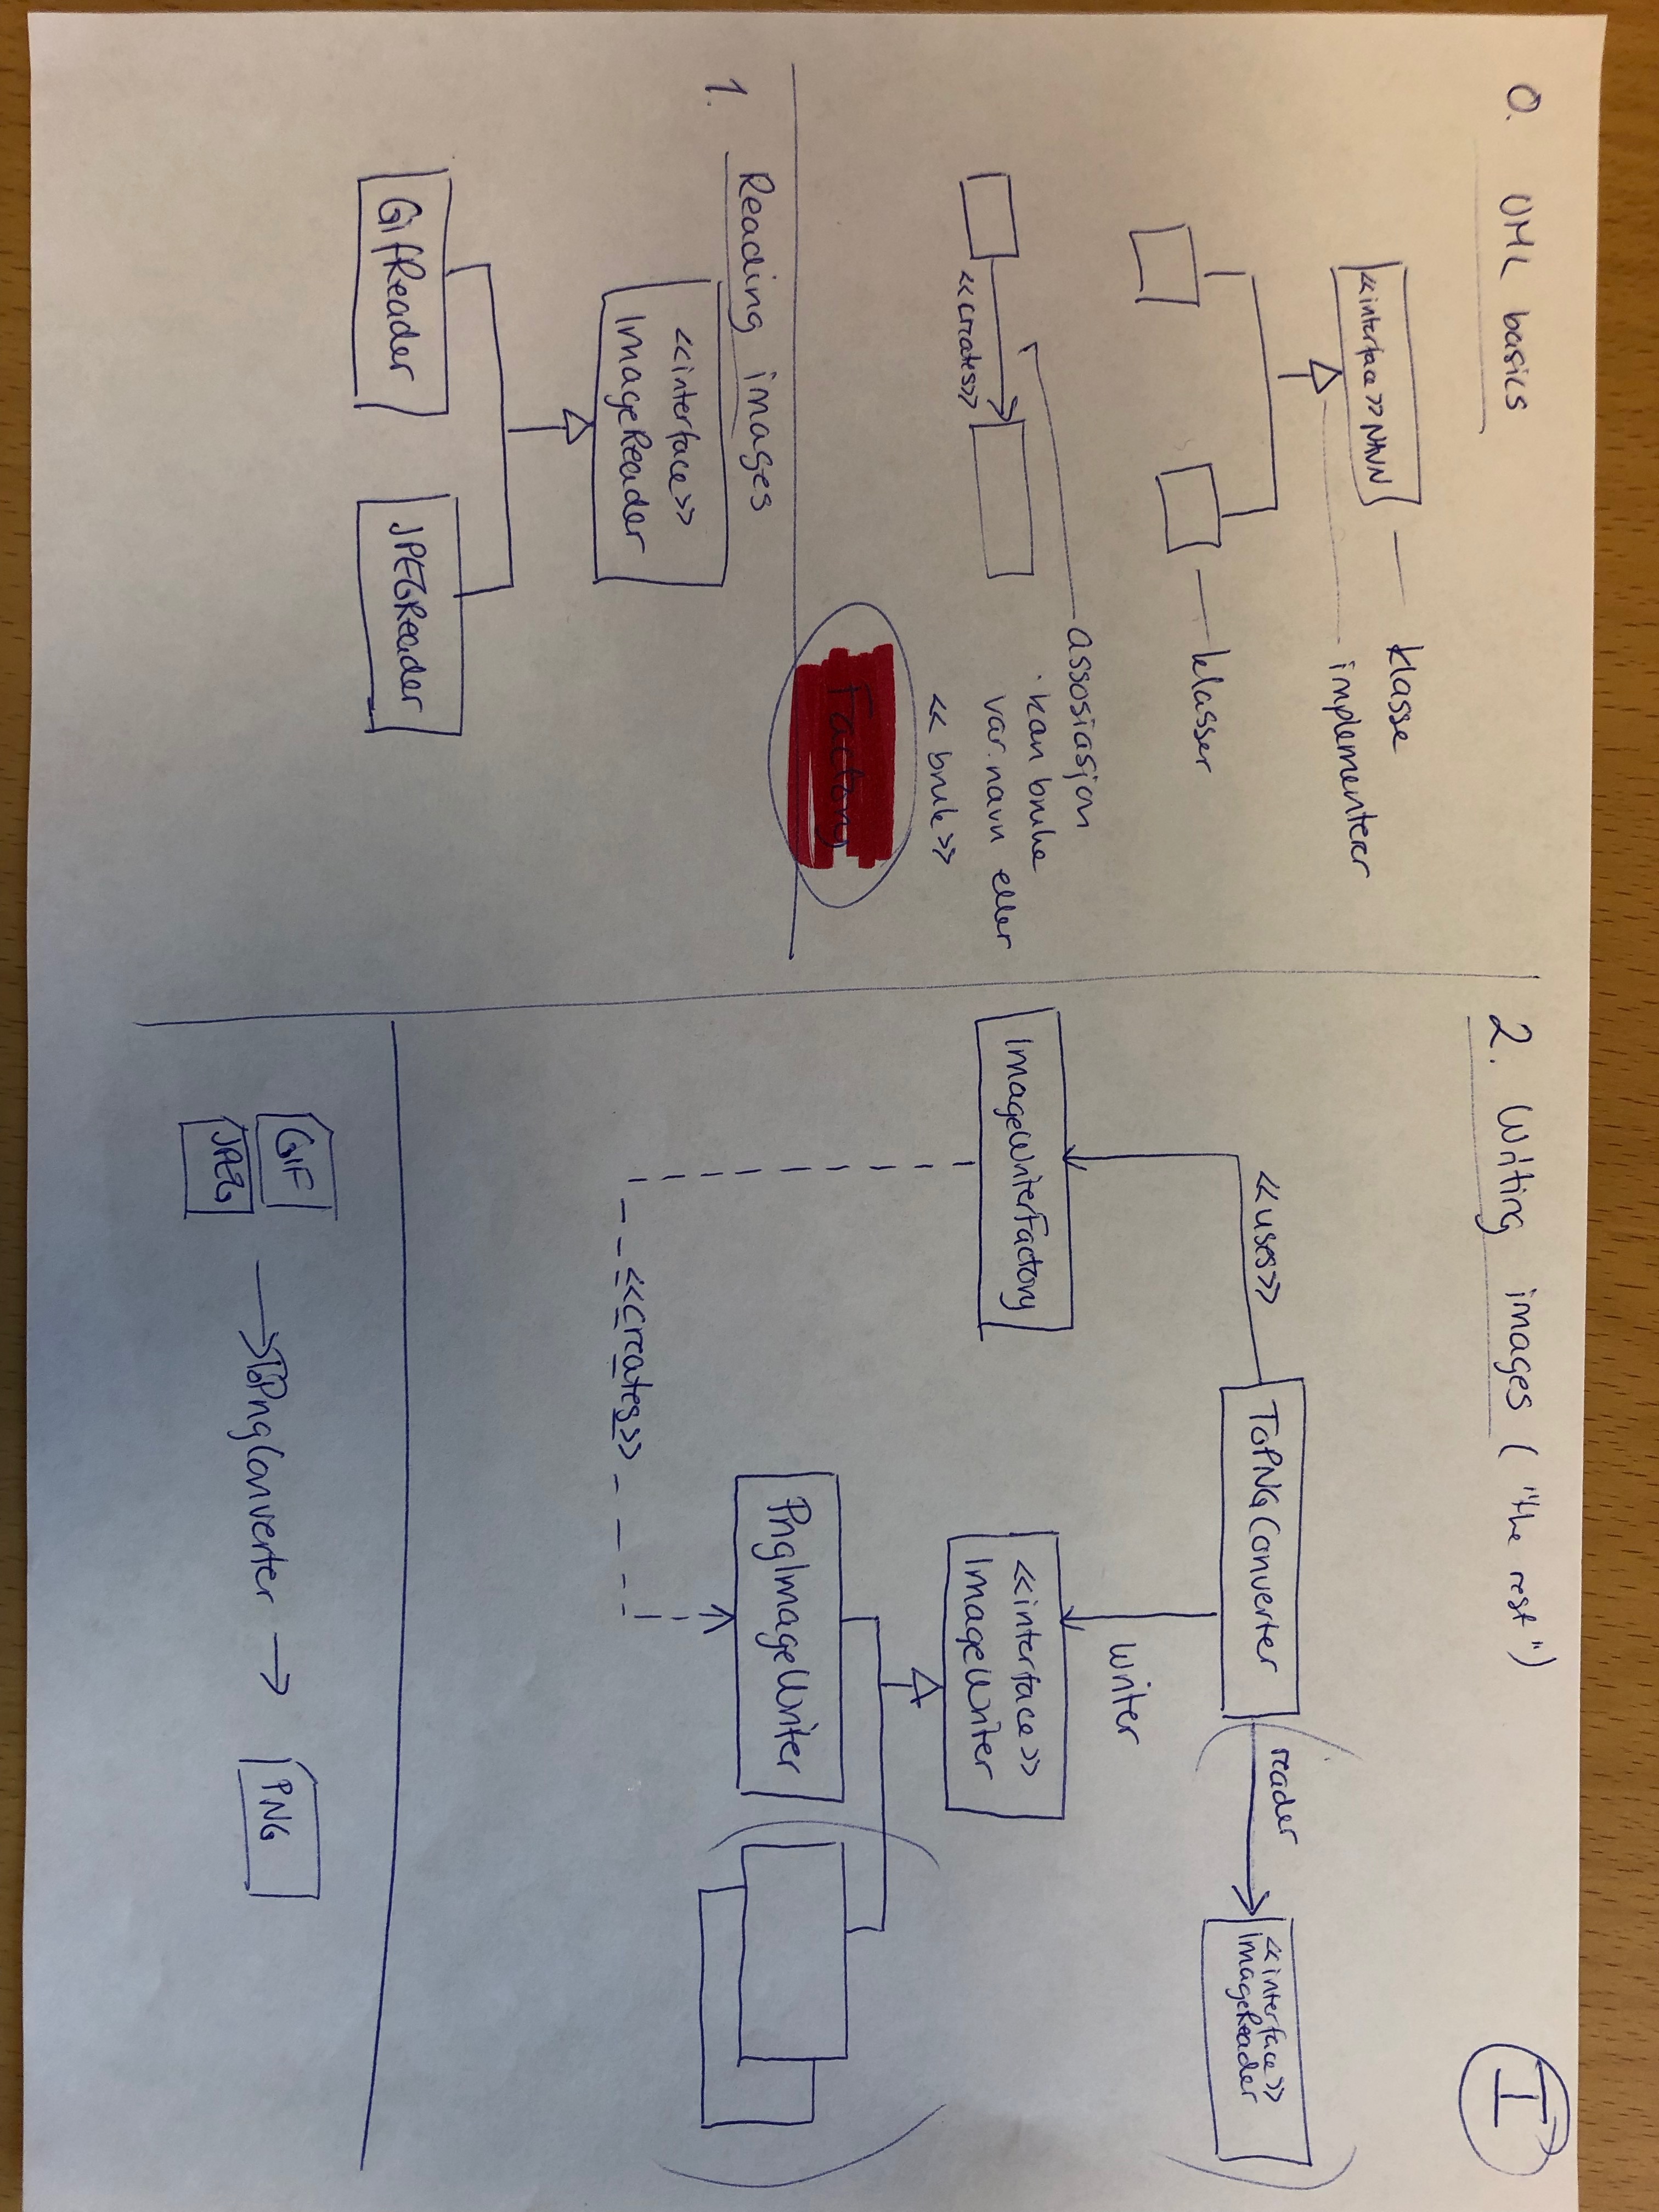 0. UML basics
<<interface>> NAVN
klasse
implementerer
klasser
assosiasjon
· kan bruke
var.navn eller
<<bruk>>
<<creates>>
Factory
1. Reading images
<<interface>>
ImageReader
GifReader
JPEGReader
I
2. Writing images ("the rest")
<<uses>>
ToPNGConverter
reader
<<interface>>
ImageReader
writer
ImageWriterFactory
<<interface>>
ImageWriter
PngImageWriter
<<creates>>
GIF
JPEG
ToPngConverter
PNG